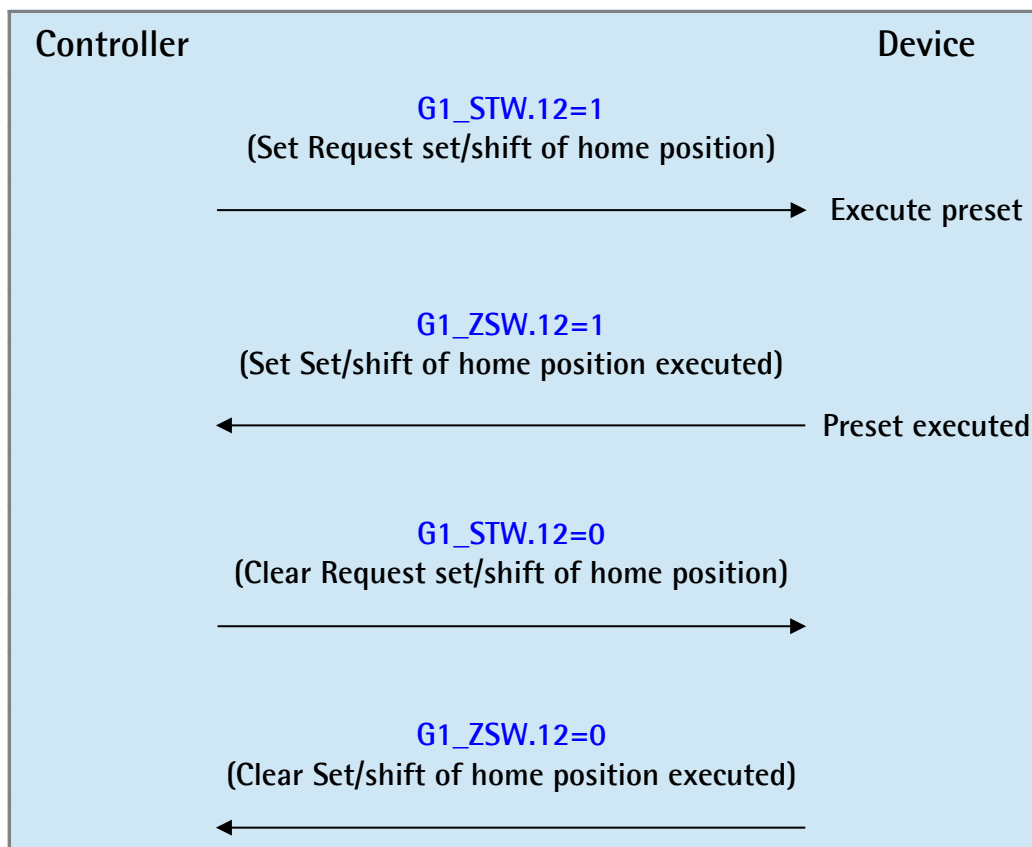 Controller
Device
G1_STW.12=1
(Set Request set/shift of home position)
Execute preset
G1_ZSW.12=1
(Set Set/shift of home position executed)
Preset executed
G1_STW.12=0
(Clear Request set/shift of home position)
G1_ZSW.12=0
(Clear Set/shift of home position executed)